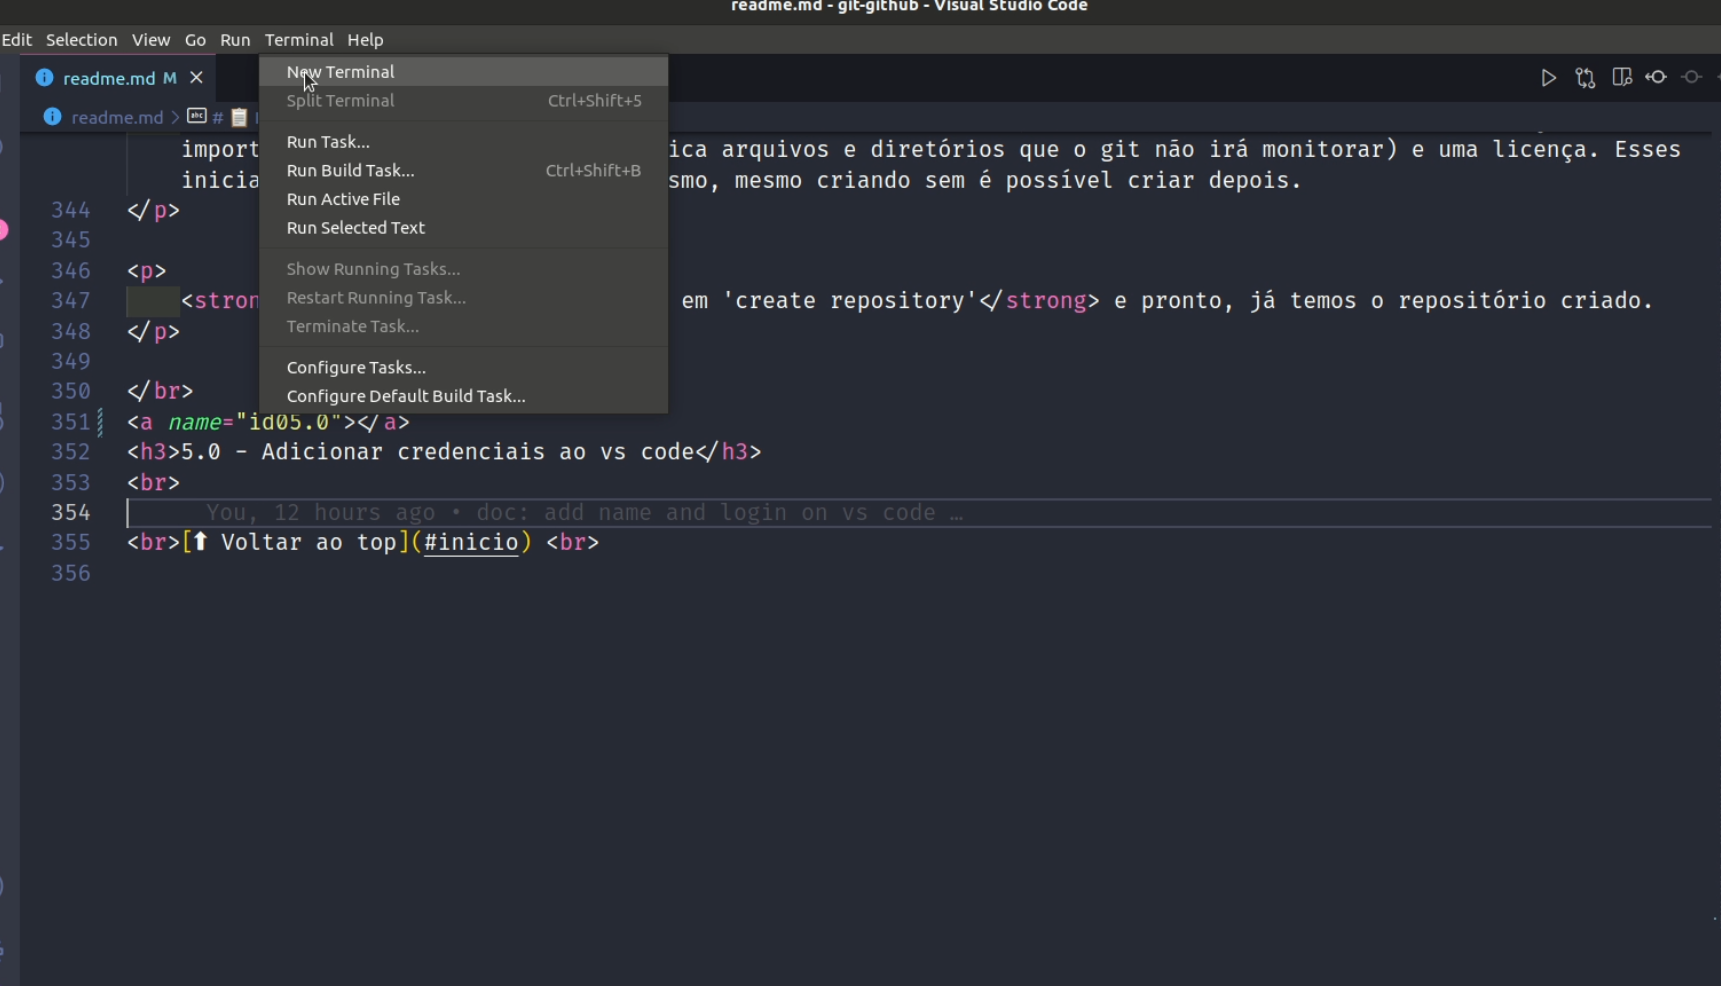 readme.md - git-github - Visual Studio Code
Edit Selection View Go Run Terminal Help
readme.md M
New Terminal
Split Terminal Ctrl+Shift+5
Run Task...
Run Build Task... Ctrl+Shift+B
Run Active File
Run Selected Text
Show Running Tasks...
Restart Running Task...
Terminate Task...
Configure Tasks...
Configure Default Build Task...
readme.md > abc #
import ica arquivos e diretórios que o git não irá monitorar) e uma licença. Esses
inicia smo, mesmo criando sem é possível criar depois.
344 </p>
345
346 <p>
347 <stron em 'create repository'</strong> e pronto, já temos o repositório criado.
348 </p>
349
350 </br>
351 <a name="id05.0"></a>
352 <h3>5.0 - Adicionar credenciais ao vs code</h3>
353 <br>
354 You, 12 hours ago • doc: add name and login on vs code …
355 <br>[⬆ Voltar ao top](#inicio) <br>
356